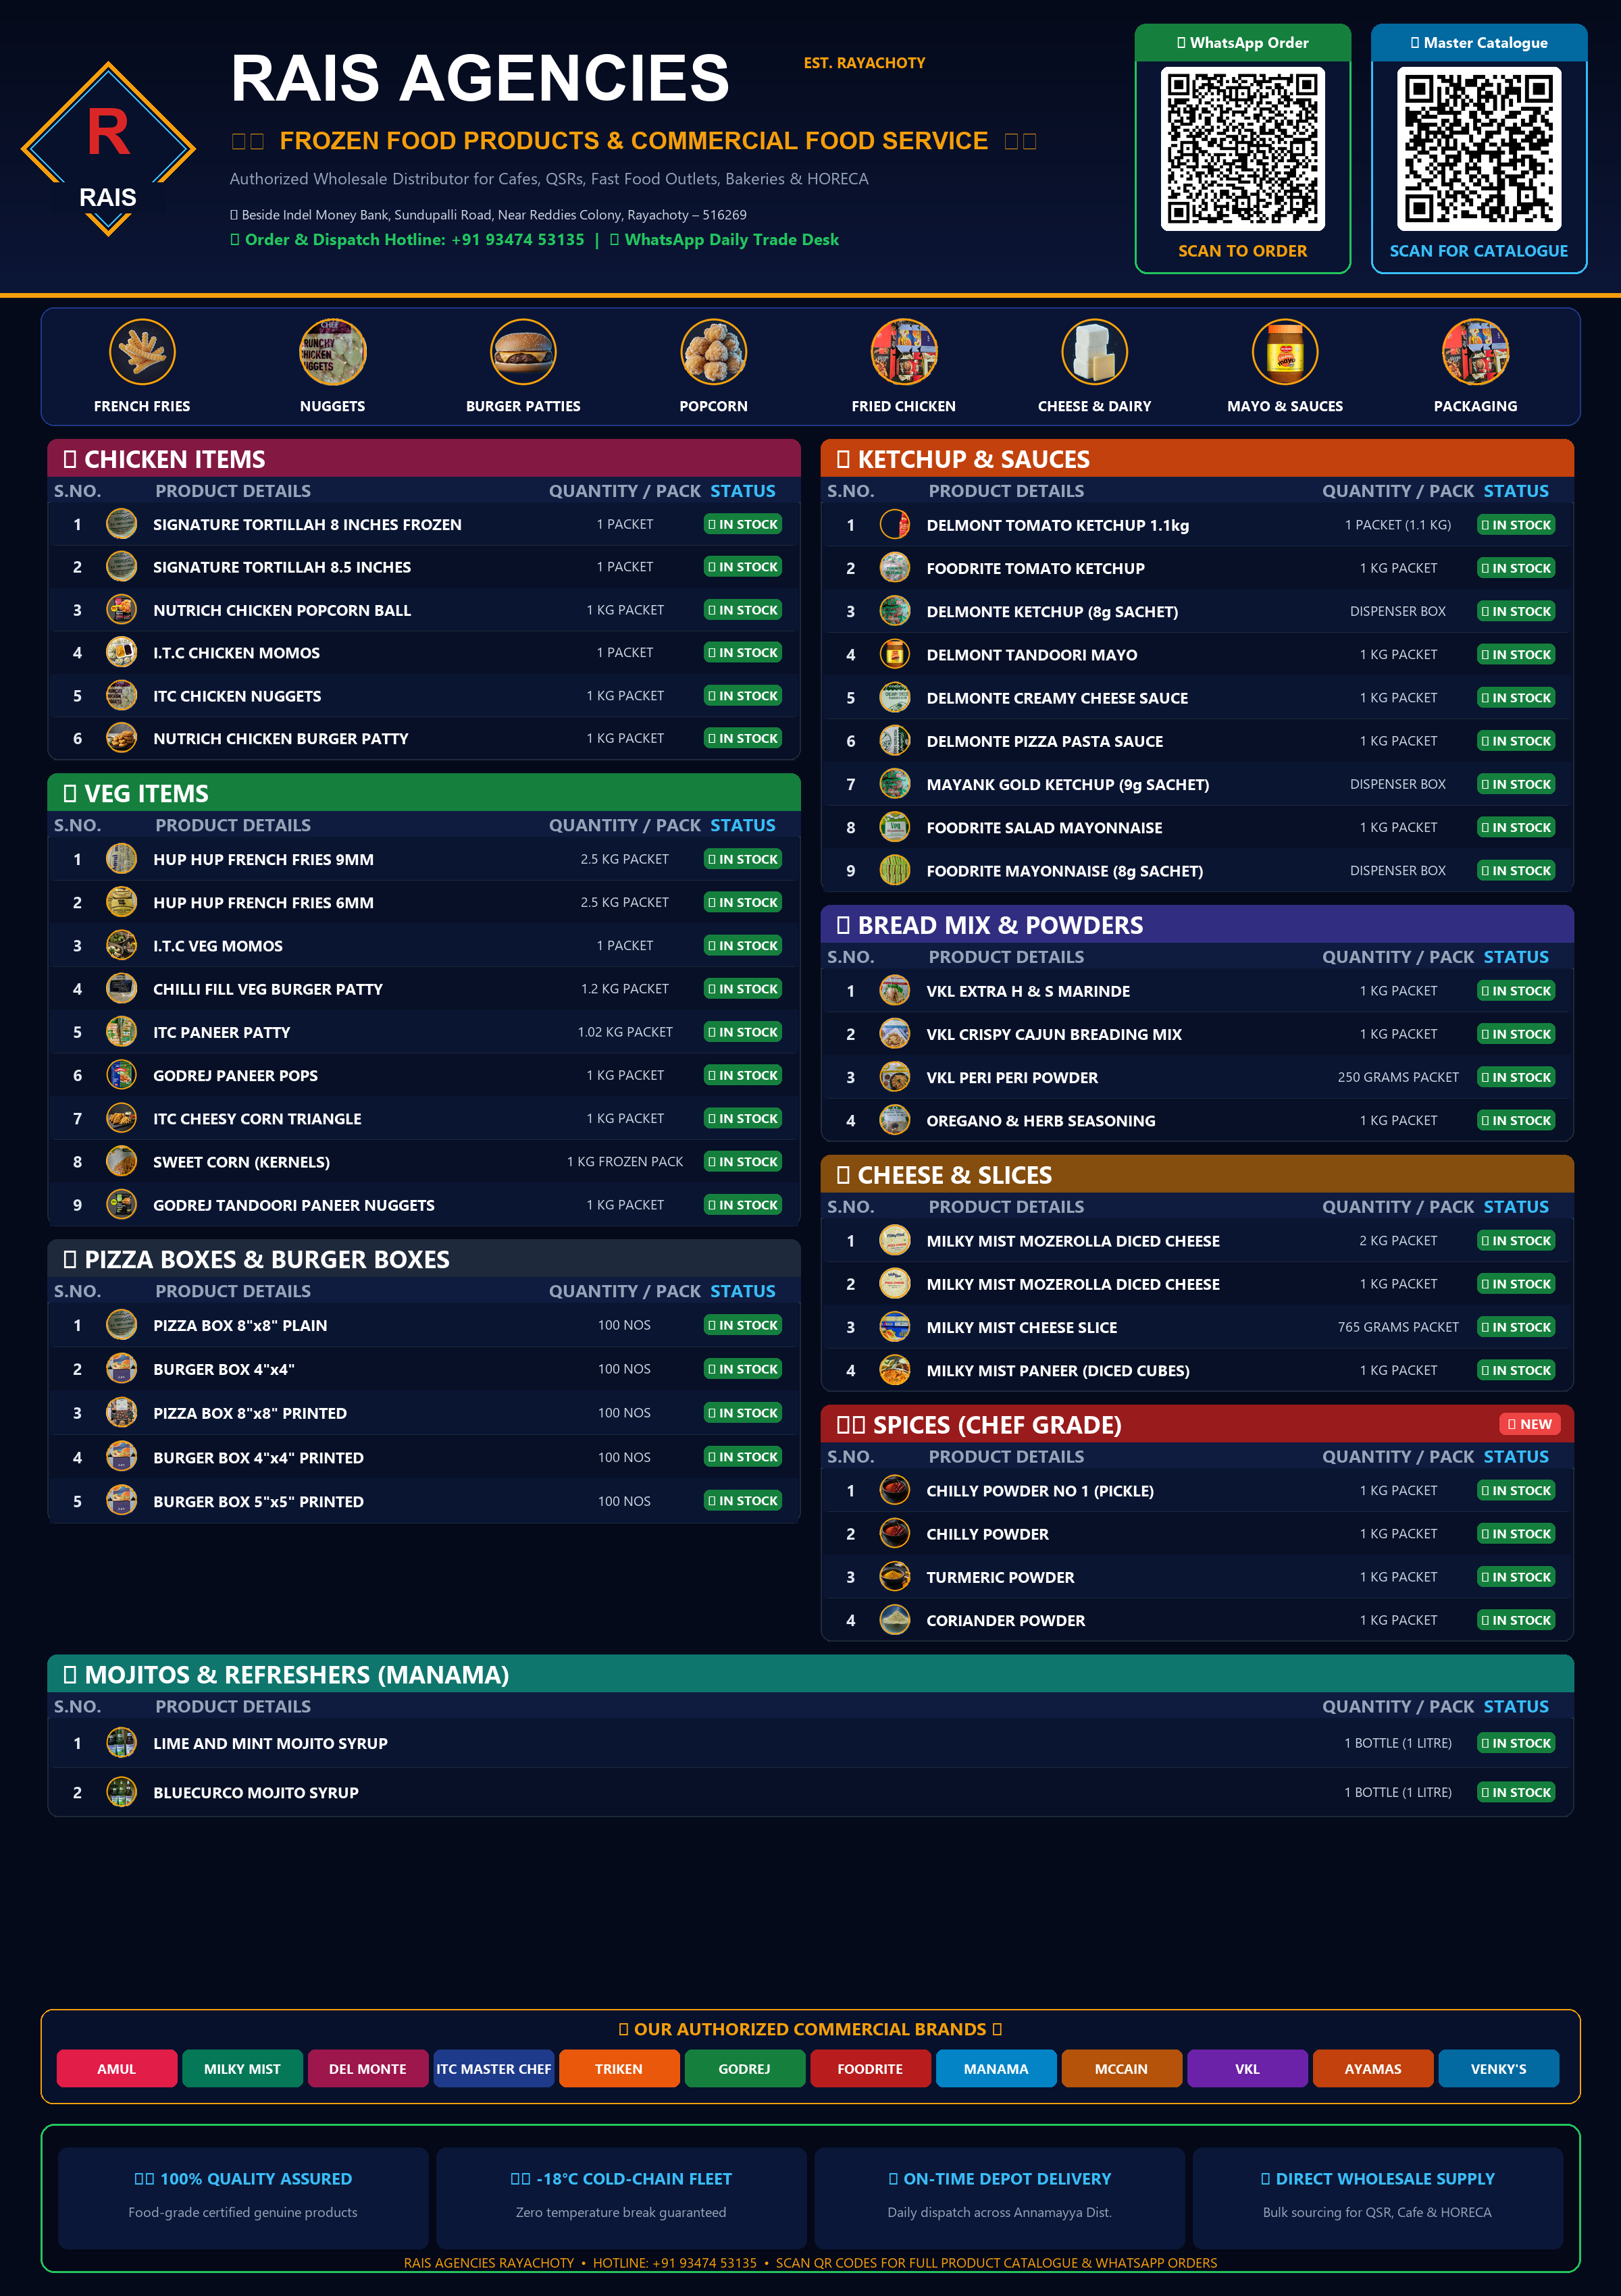 RAIS AGENCIES
EST. RAYACHOTY
FROZEN FOOD PRODUCTS & COMMERCIAL FOOD SERVICE
Authorized Wholesale Distributor for Cafes, QSRs, Fast Food Outlets, Bakeries & HORECA
Beside Indel Money Bank, Sundupalli Road, Near Reddies Colony, Rayachoty – 516269
Order & Dispatch Hotline: +91 93474 53135 | WhatsApp Daily Trade Desk
R
RAIS
WhatsApp Order
SCAN TO ORDER
Master Catalogue
SCAN FOR CATALOGUE
FRENCH FRIES
NUGGETS
BURGER PATTIES
POPCORN
FRIED CHICKEN
CHEESE & DAIRY
MAYO & SAUCES
PACKAGING
CHICKEN ITEMS
S.NO. PRODUCT DETAILS QUANTITY / PACK STATUS
1 SIGNATURE TORTILLAH 8 INCHES FROZEN 1 PACKET IN STOCK
2 SIGNATURE TORTILLAH 8.5 INCHES 1 PACKET IN STOCK
3 NUTRICH CHICKEN POPCORN BALL 1 KG PACKET IN STOCK
4 I.T.C CHICKEN MOMOS 1 PACKET IN STOCK
5 ITC CHICKEN NUGGETS 1 KG PACKET IN STOCK
6 NUTRICH CHICKEN BURGER PATTY 1 KG PACKET IN STOCK
VEG ITEMS
S.NO. PRODUCT DETAILS QUANTITY / PACK STATUS
1 HUP HUP FRENCH FRIES 9MM 2.5 KG PACKET IN STOCK
2 HUP HUP FRENCH FRIES 6MM 2.5 KG PACKET IN STOCK
3 I.T.C VEG MOMOS 1 PACKET IN STOCK
4 CHILLI FILL VEG BURGER PATTY 1.2 KG PACKET IN STOCK
5 ITC PANEER PATTY 1.02 KG PACKET IN STOCK
6 GODREJ PANEER POPS 1 KG PACKET IN STOCK
7 ITC CHEESY CORN TRIANGLE 1 KG PACKET IN STOCK
8 SWEET CORN (KERNELS) 1 KG FROZEN PACK IN STOCK
9 GODREJ TANDOORI PANEER NUGGETS 1 KG PACKET IN STOCK
PIZZA BOXES & BURGER BOXES
S.NO. PRODUCT DETAILS QUANTITY / PACK STATUS
1 PIZZA BOX 8"x8" PLAIN 100 NOS IN STOCK
2 BURGER BOX 4"x4" 100 NOS IN STOCK
3 PIZZA BOX 8"x8" PRINTED 100 NOS IN STOCK
4 BURGER BOX 4"x4" PRINTED 100 NOS IN STOCK
5 BURGER BOX 5"x5" PRINTED 100 NOS IN STOCK
KETCHUP & SAUCES
S.NO. PRODUCT DETAILS QUANTITY / PACK STATUS
1 DELMONT TOMATO KETCHUP 1.1kg 1 PACKET (1.1 KG) IN STOCK
2 FOODRITE TOMATO KETCHUP 1 KG PACKET IN STOCK
3 DELMONTE KETCHUP (8g SACHET) DISPENSER BOX IN STOCK
4 DELMONT TANDOORI MAYO 1 KG PACKET IN STOCK
5 DELMONTE CREAMY CHEESE SAUCE 1 KG PACKET IN STOCK
6 DELMONTE PIZZA PASTA SAUCE 1 KG PACKET IN STOCK
7 MAYANK GOLD KETCHUP (9g SACHET) DISPENSER BOX IN STOCK
8 FOODRITE SALAD MAYONNAISE 1 KG PACKET IN STOCK
9 FOODRITE MAYONNAISE (8g SACHET) DISPENSER BOX IN STOCK
BREAD MIX & POWDERS
S.NO. PRODUCT DETAILS QUANTITY / PACK STATUS
1 VKL EXTRA H & S MARINDE 1 KG PACKET IN STOCK
2 VKL CRISPY CAJUN BREADING MIX 1 KG PACKET IN STOCK
3 VKL PERI PERI POWDER 250 GRAMS PACKET IN STOCK
4 OREGANO & HERB SEASONING 1 KG PACKET IN STOCK
CHEESE & SLICES
S.NO. PRODUCT DETAILS QUANTITY / PACK STATUS
1 MILKY MIST MOZEROLLA DICED CHEESE 2 KG PACKET IN STOCK
2 MILKY MIST MOZEROLLA DICED CHEESE 1 KG PACKET IN STOCK
3 MILKY MIST CHEESE SLICE 765 GRAMS PACKET IN STOCK
4 MILKY MIST PANEER (DICED CUBES) 1 KG PACKET IN STOCK
SPICES (CHEF GRADE) NEW
S.NO. PRODUCT DETAILS QUANTITY / PACK STATUS
1 CHILLY POWDER NO 1 (PICKLE) 1 KG PACKET IN STOCK
2 CHILLY POWDER 1 KG PACKET IN STOCK
3 TURMERIC POWDER 1 KG PACKET IN STOCK
4 CORIANDER POWDER 1 KG PACKET IN STOCK
MOJITOS & REFRESHERS (MANAMA)
S.NO. PRODUCT DETAILS QUANTITY / PACK STATUS
1 LIME AND MINT MOJITO SYRUP 1 BOTTLE (1 LITRE) IN STOCK
2 BLUECURCO MOJITO SYRUP 1 BOTTLE (1 LITRE) IN STOCK
OUR AUTHORIZED COMMERCIAL BRANDS
AMUL
MILKY MIST
DEL MONTE
ITC MASTER CHEF
TRIKEN
GODREJ
FOODRITE
MANAMA
MCCAIN
VKL
AYAMAS
VENKY'S
100% QUALITY ASSURED
Food-grade certified genuine products
-18°C COLD-CHAIN FLEET
Zero temperature break guaranteed
ON-TIME DEPOT DELIVERY
Daily dispatch across Annamayya Dist.
DIRECT WHOLESALE SUPPLY
Bulk sourcing for QSR, Cafe & HORECA
RAIS AGENCIES RAYACHOTY • HOTLINE: +91 93474 53135 • SCAN QR CODES FOR FULL PRODUCT CATALOGUE & WHATSAPP ORDERS